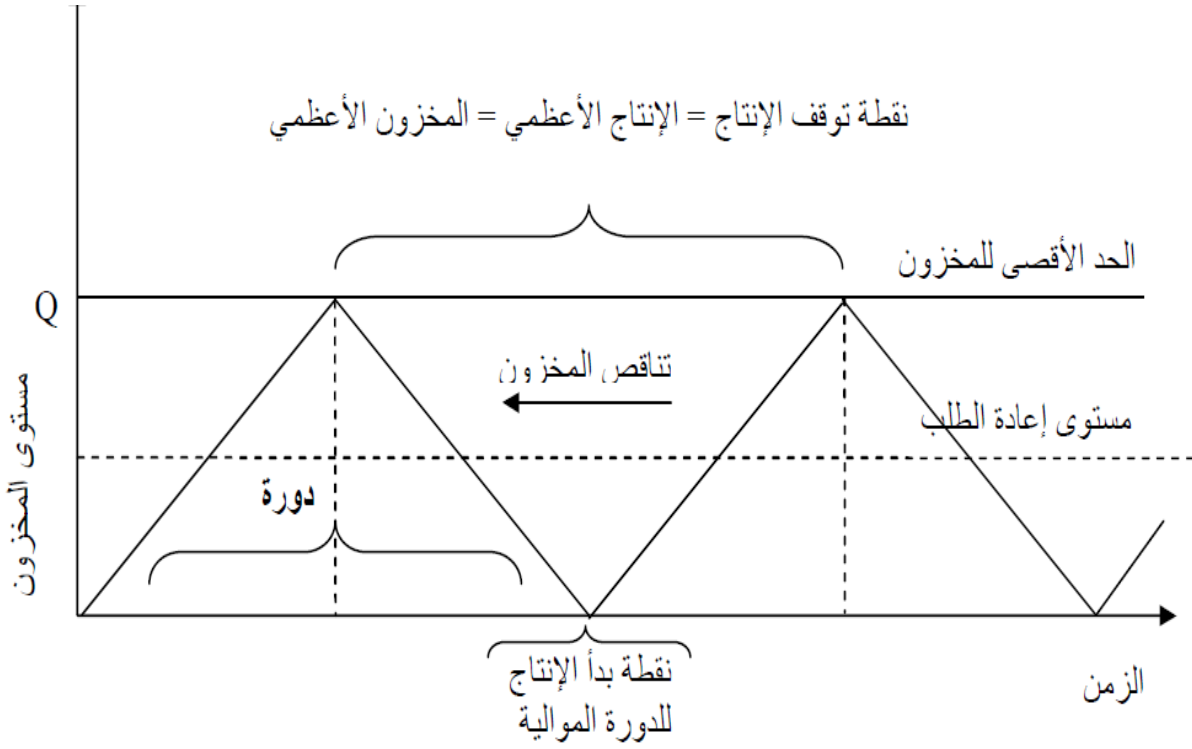 نقطة توقف الإنتاج = الإنتاج الأعظمي = المخزون الأعظمي
الحد الأقصى للمخزون
Q
تناقص المخزون
مستوى إعادة الطلب
مستوى المخزون
دورة
نقطة بدأ الإنتاج
للدورة الموالية
الزمن